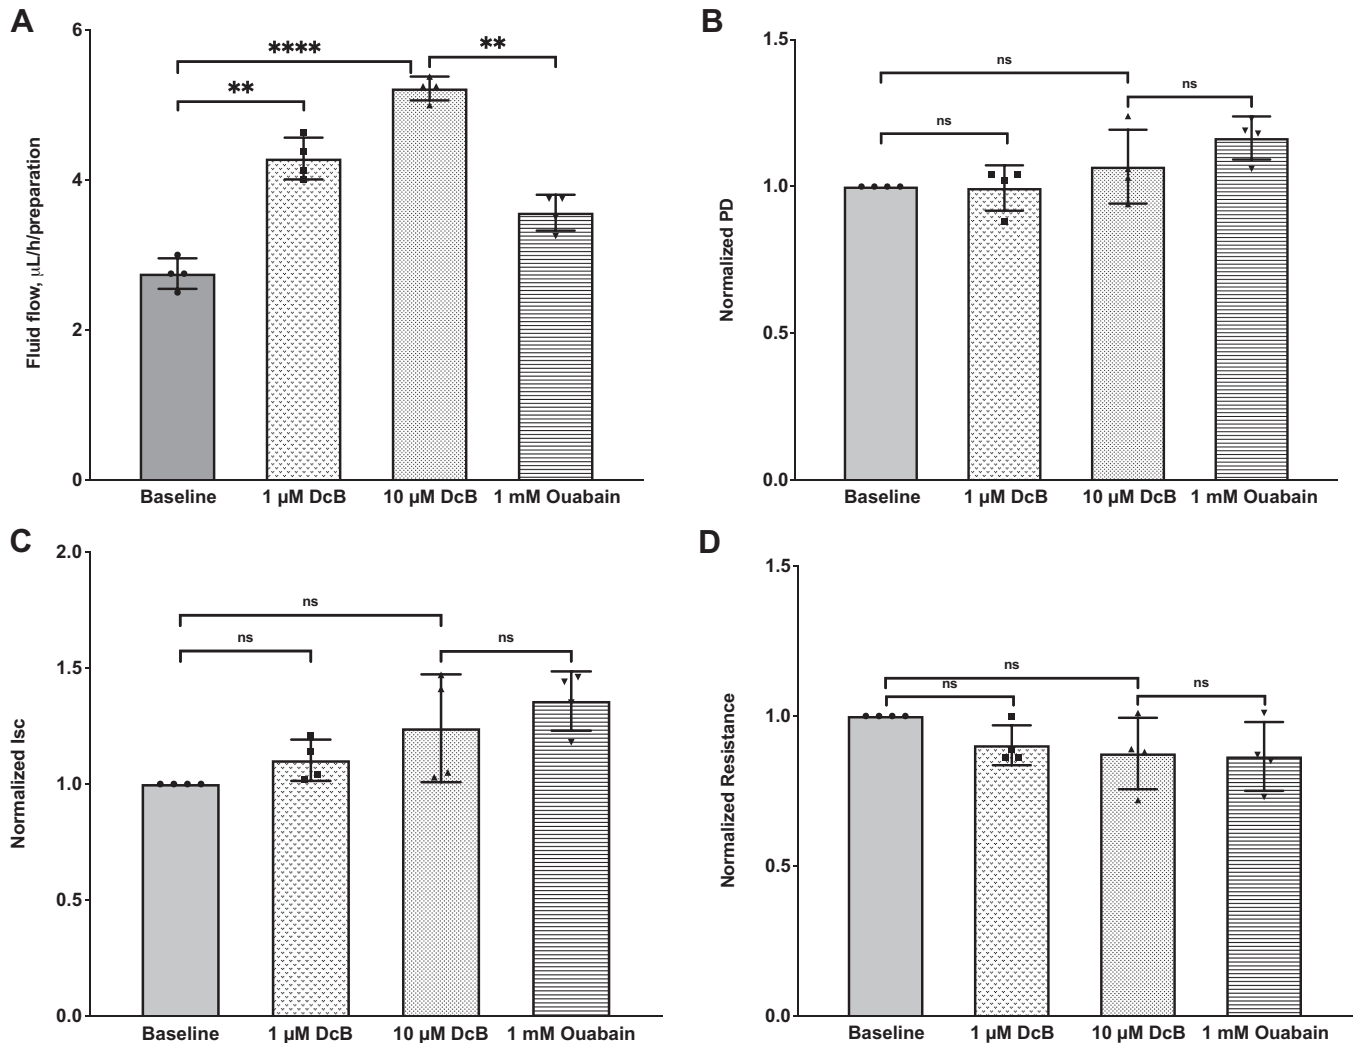 A
Fluid flow, μL/h/preparation
6
4
2
0
****
**
**
Baseline
1 μM DcB
10 μM DcB
1 mM Ouabain
B
Normalized PD
1.5
1.0
0.5
0.0
ns
ns
ns
Baseline
1 μM DcB
10 μM DcB
1 mM Ouabain
C
Normalized Isc
2.0
1.5
1.0
0.5
0.0
ns
ns
ns
Baseline
1 μM DcB
10 μM DcB
1 mM Ouabain
D
Normalized Resistance
1.5
1.0
0.5
0.0
ns
ns
ns
Baseline
1 μM DcB
10 μM DcB
1 mM Ouabain